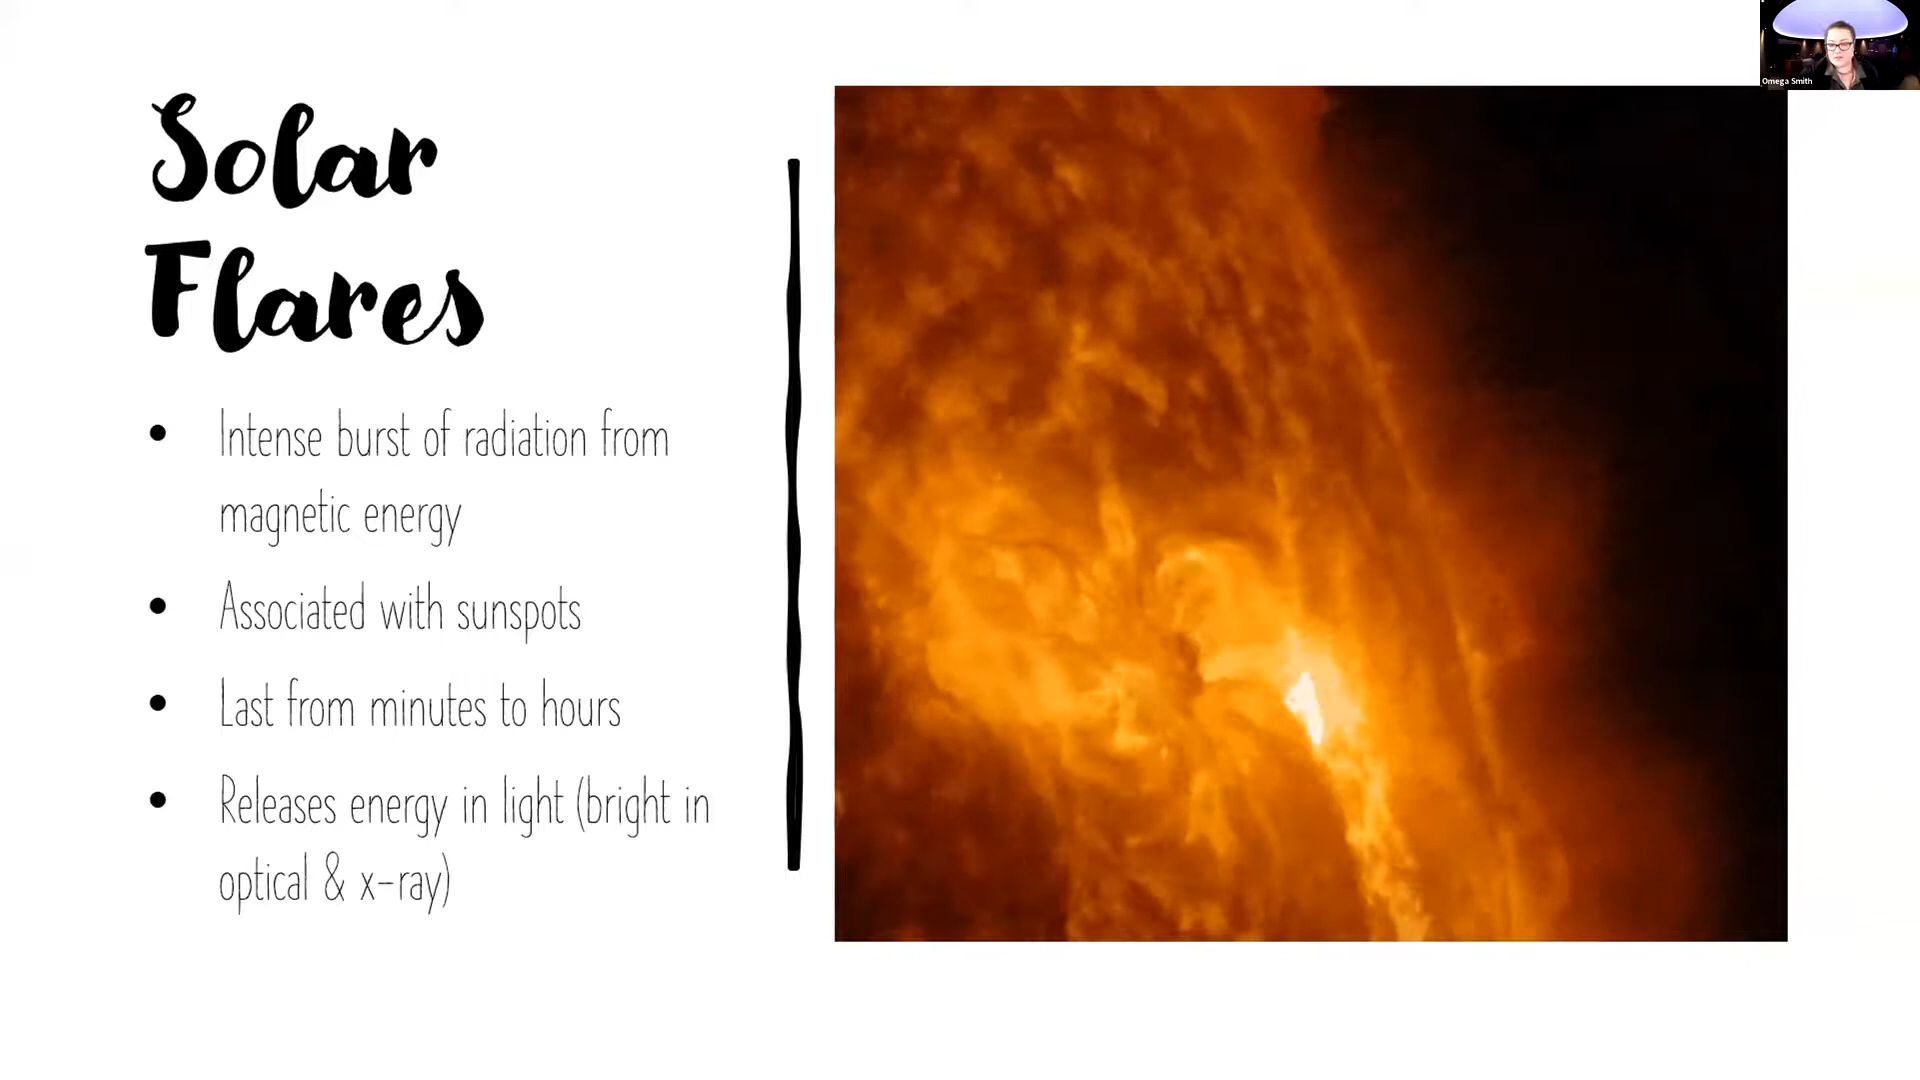 Omega Smith
Solar
Flares
• Intense burst of radiation from
magnetic energy
• Associated with sunspots
• Last from minutes to hours
• Releases energy in light (bright in
optical & x-ray)